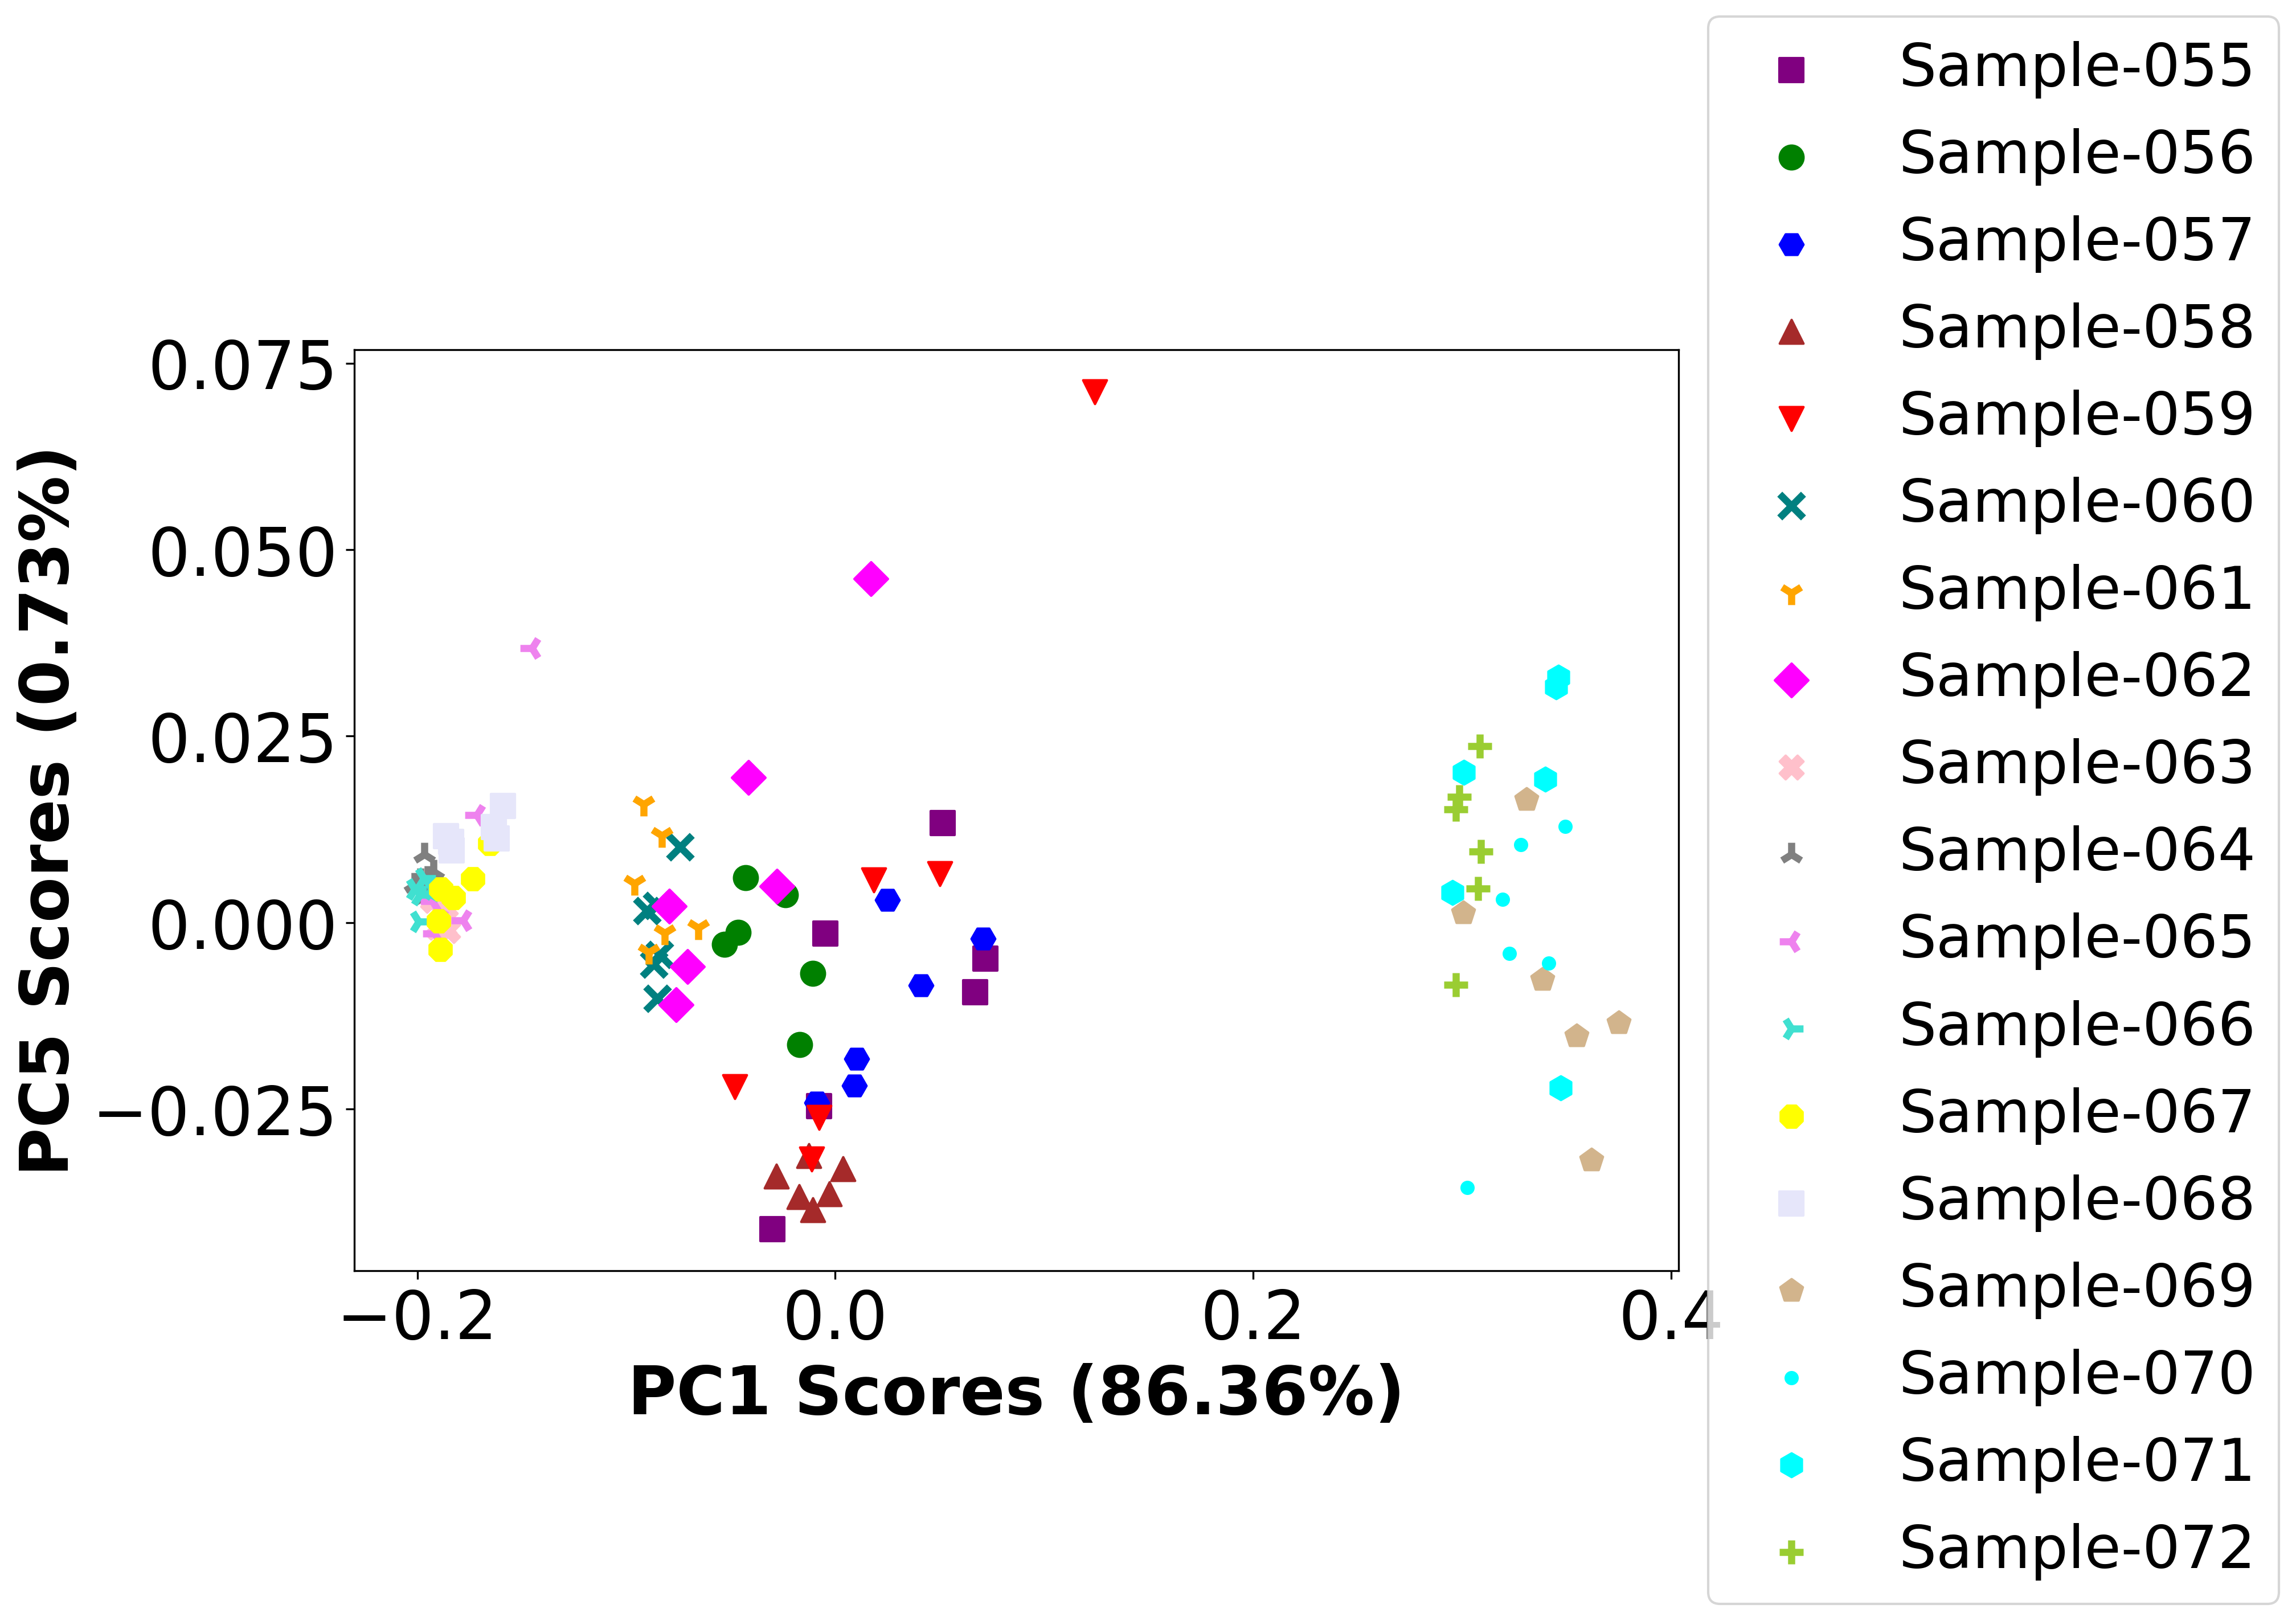 Sample-055
Sample-056
Sample-057
Sample-058
Sample-059
Sample-060
Sample-061
Sample-062
Sample-063
Sample-064
Sample-065
Sample-066
Sample-067
Sample-068
Sample-069
Sample-070
Sample-071
Sample-072
0.075
0.050
0.025
0.000
−0.025
PC5 Scores (0.73%)
−0.2 0.0 0.2 0.4
PC1 Scores (86.36%)